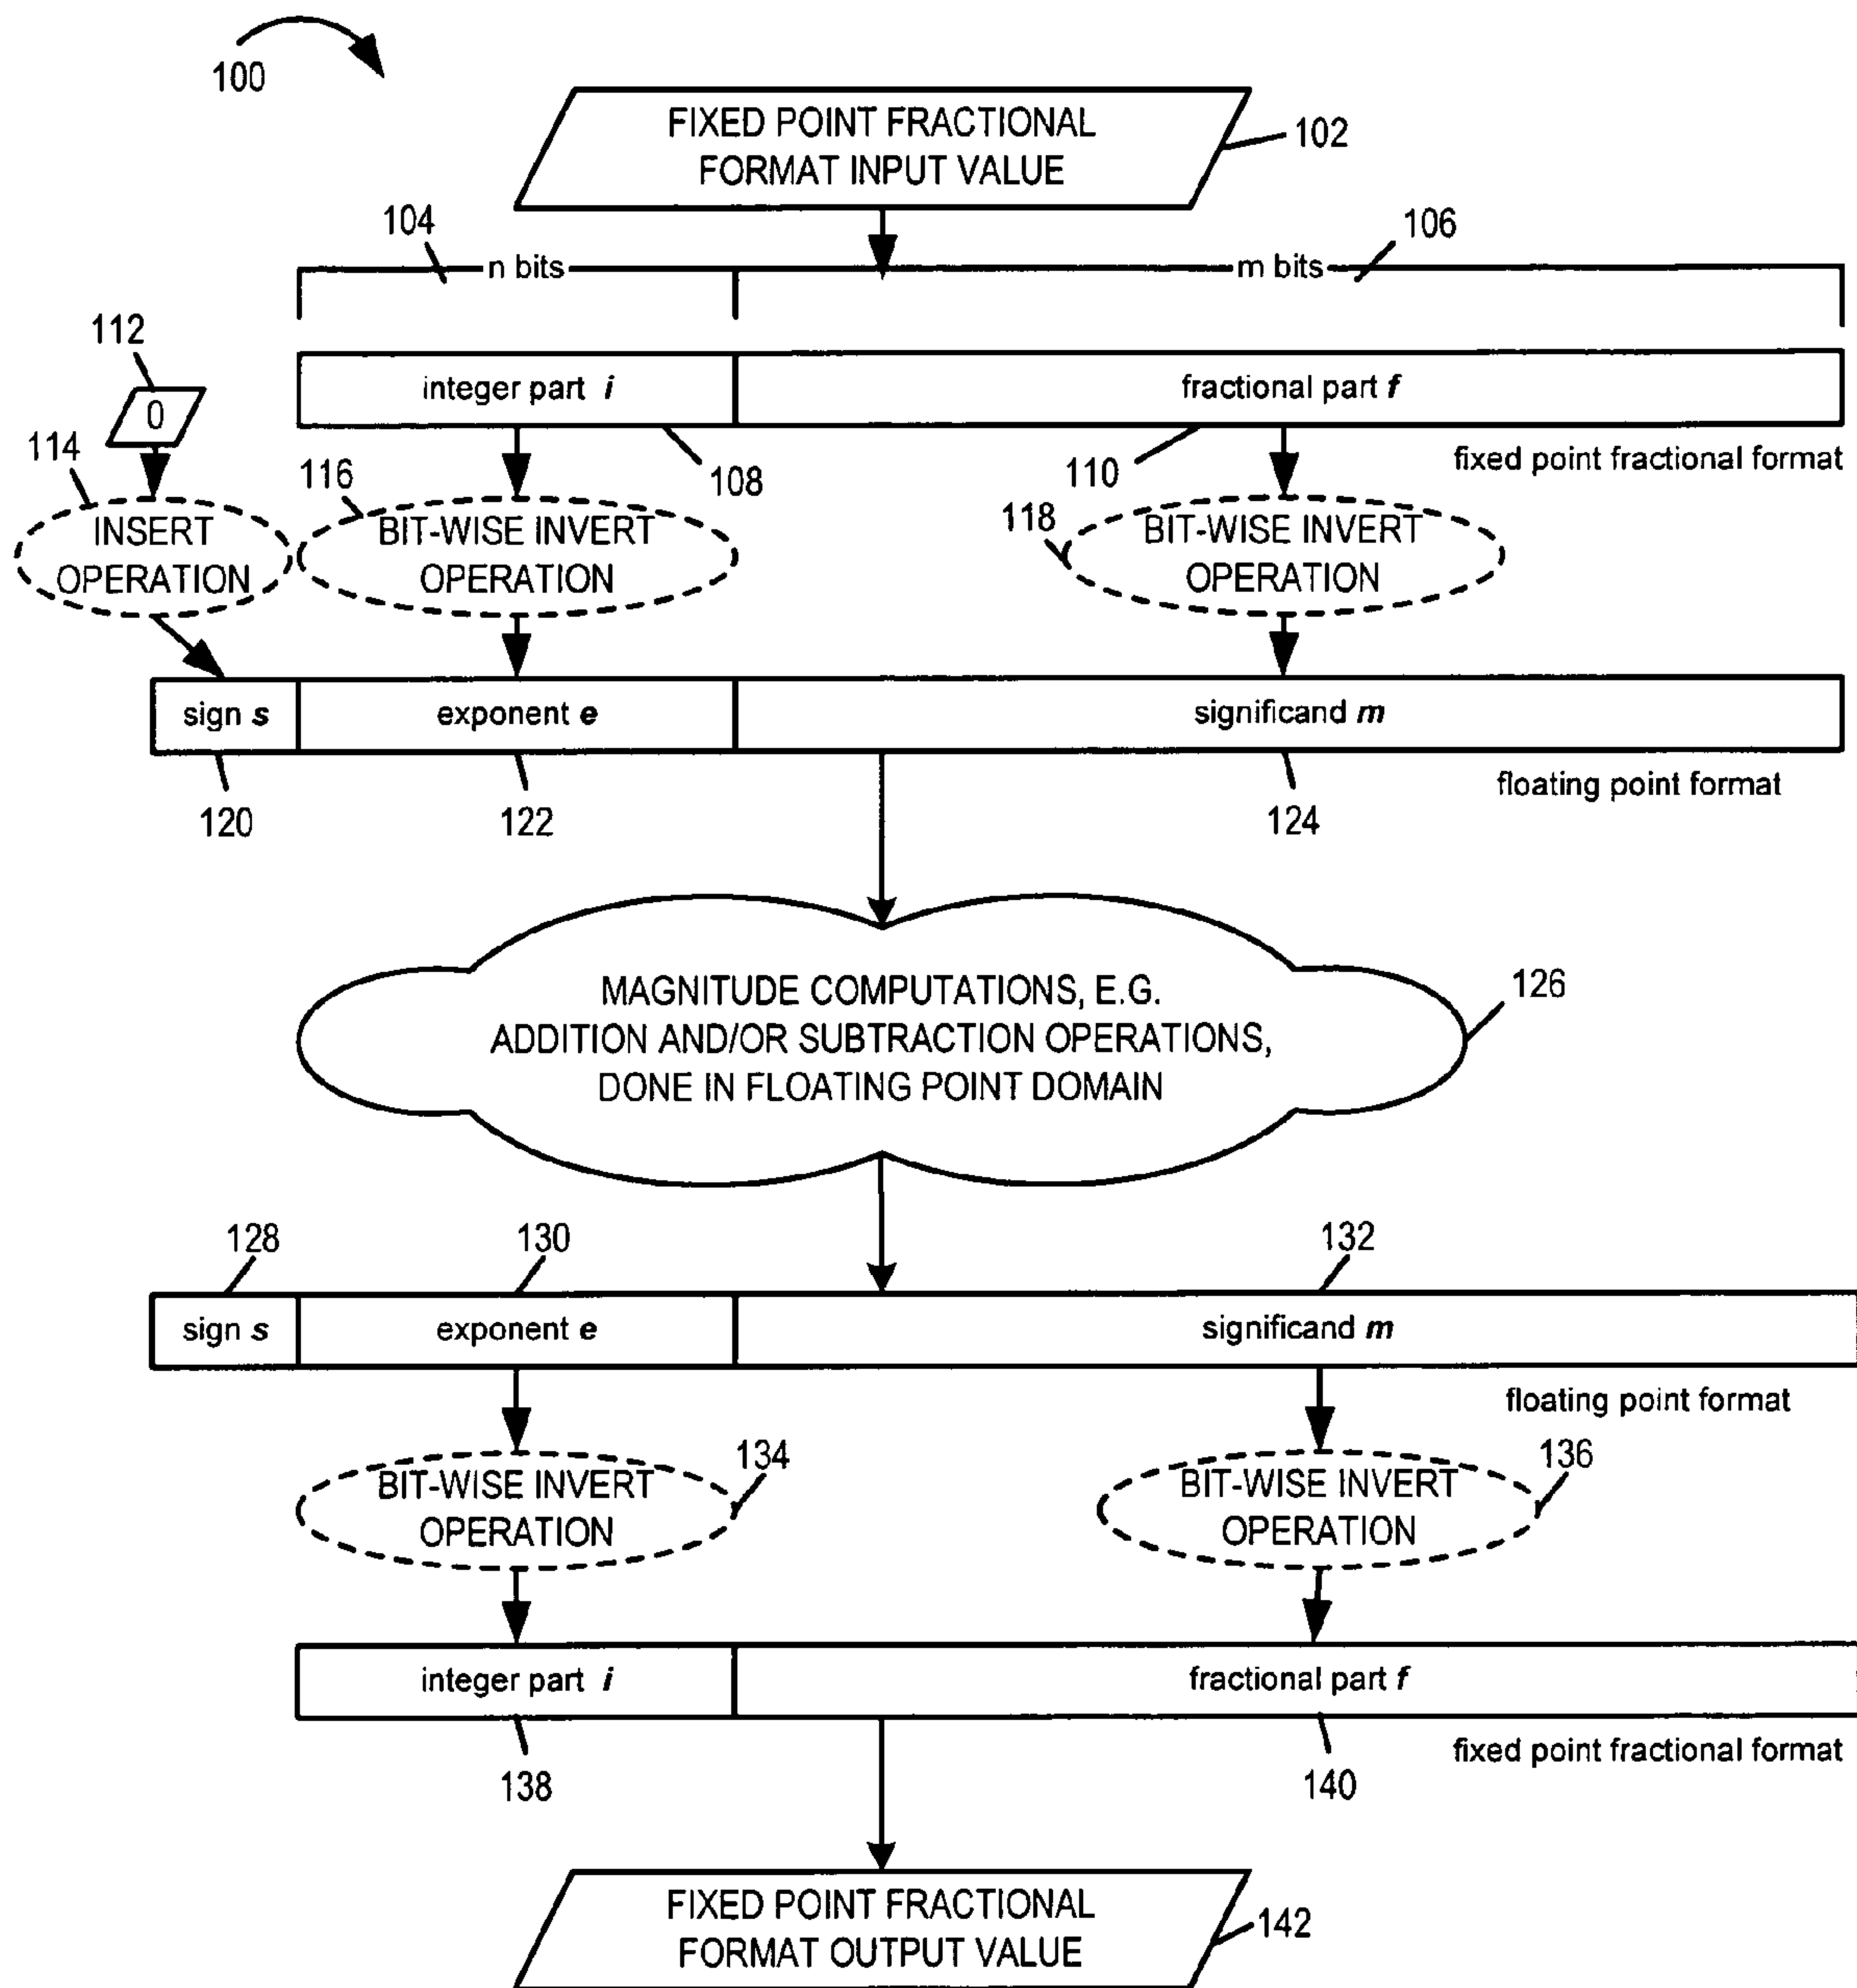 100
FIXED POINT FRACTIONAL
FORMAT INPUT VALUE
102
104
106
n bits
m bits
112
0
integer part i
fractional part f
114
116
108
110
fixed point fractional format
118
INSERT
OPERATION
BIT-WISE INVERT
OPERATION
BIT-WISE INVERT
OPERATION
sign s
exponent e
significand m
120
122
124
floating point format
MAGNITUDE COMPUTATIONS, E.G.
ADDITION AND/OR SUBTRACTION OPERATIONS,
DONE IN FLOATING POINT DOMAIN
126
128
130
132
sign s
exponent e
significand m
floating point format
BIT-WISE INVERT
OPERATION
134
BIT-WISE INVERT
OPERATION
136
integer part i
fractional part f
138
140
fixed point fractional format
FIXED POINT FRACTIONAL
FORMAT OUTPUT VALUE
142